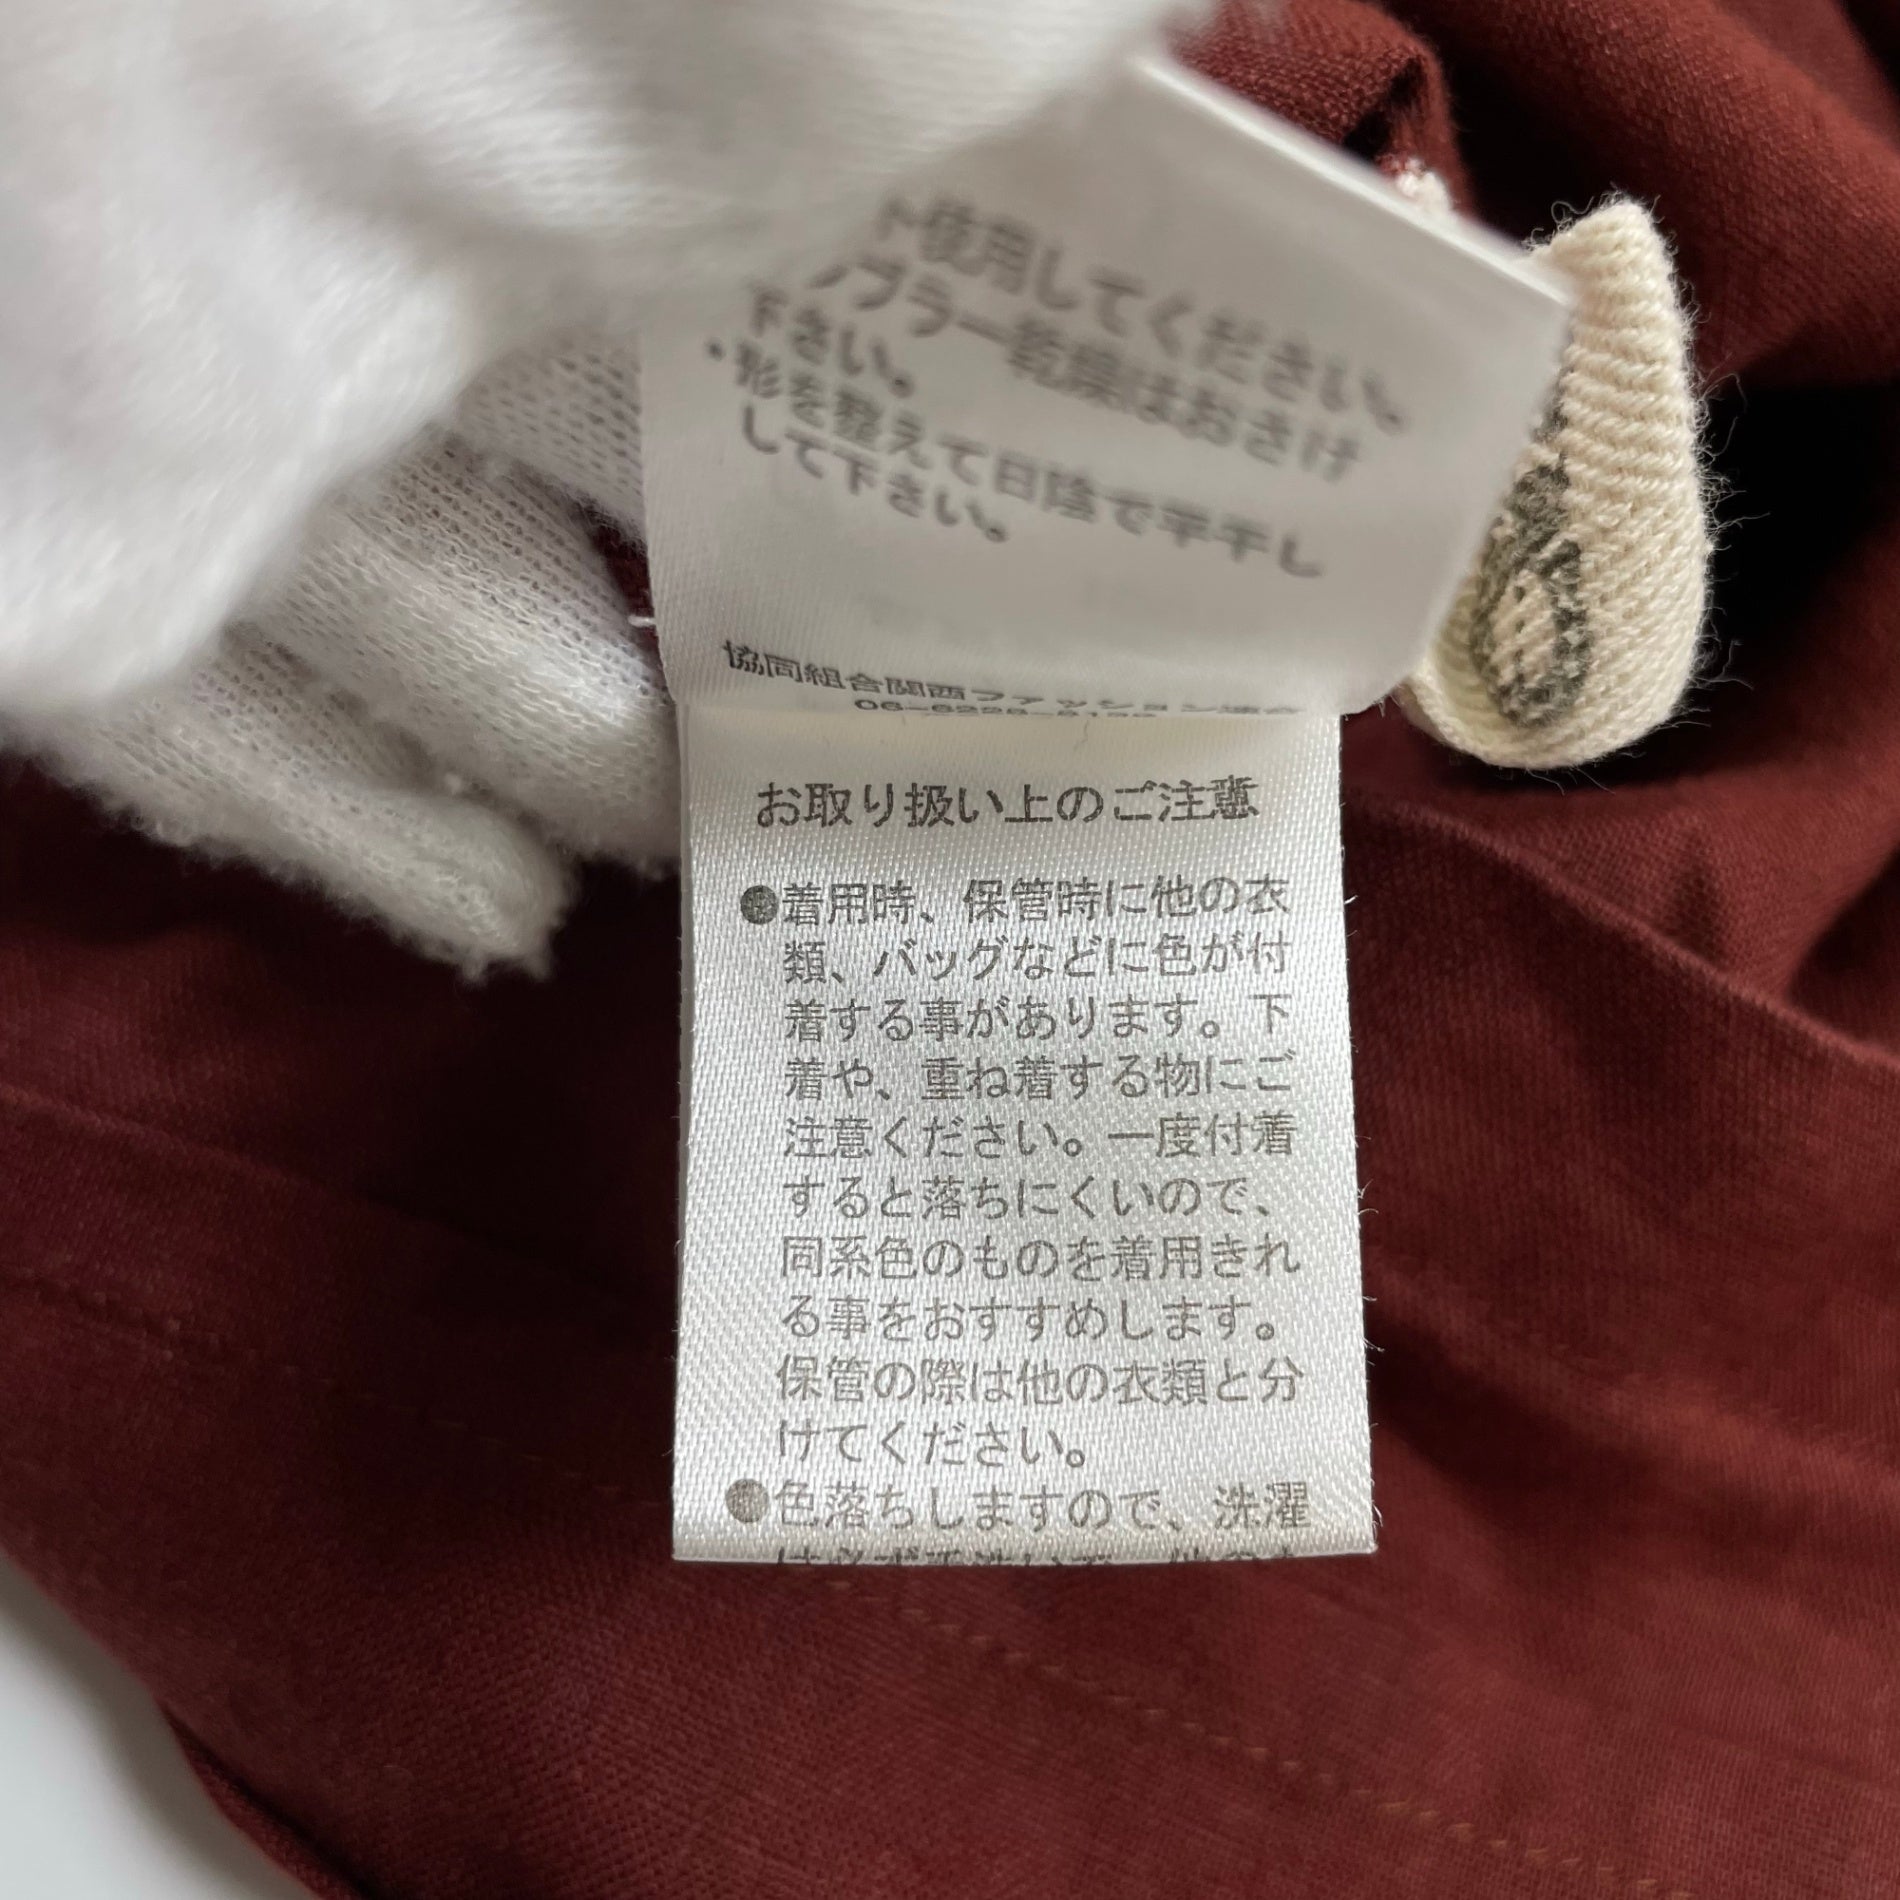 使用してください。
ンブラー乾燥はおさけ
下さい。
・形を整えて日陰で平干し
して下さい。
協同組合関西ファッション連合
お取り扱い上のご注意
●着用時、保管時に他の衣
類、バッグなどに色が付
着する事があります。下
着や、重ね着する物にご
注意ください。一度付着
すると落ちにくいので、
同系色のものを着用され
る事をおすすめします。
保管の際は他の衣類と分
けてください。
●色落ちしますので、洗濯